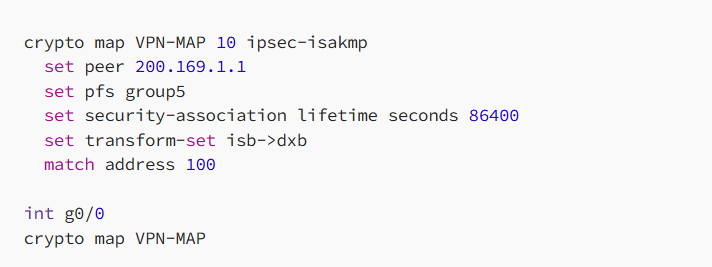 crypto map VPN-MAP 10 ipsec-isakmp
set peer 200.169.1.1
set pfs group5
set security-association lifetime seconds 86400
set transform-set isb->dxb
match address 100
int g0/0
crypto map VPN-MAP